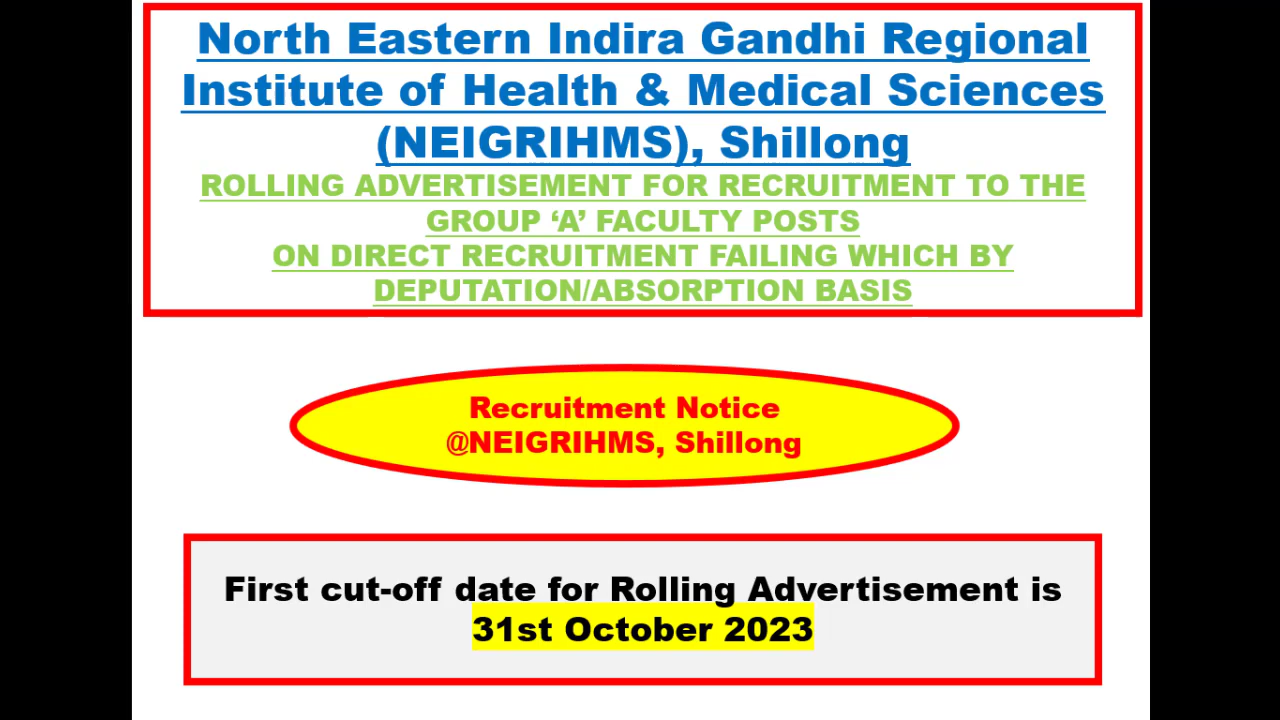 North Eastern Indira Gandhi Regional
Institute of Health & Medical Sciences
(NEIGRIHMS), Shillong
ROLLING ADVERTISEMENT FOR RECRUITMENT TO THE
GROUP ‘A’ FACULTY POSTS
ON DIRECT RECRUITMENT FAILING WHICH BY
DEPUTATION/ABSORPTION BASIS
Recruitment Notice
@NEIGRIHMS, Shillong
First cut-off date for Rolling Advertisement is
31st October 2023